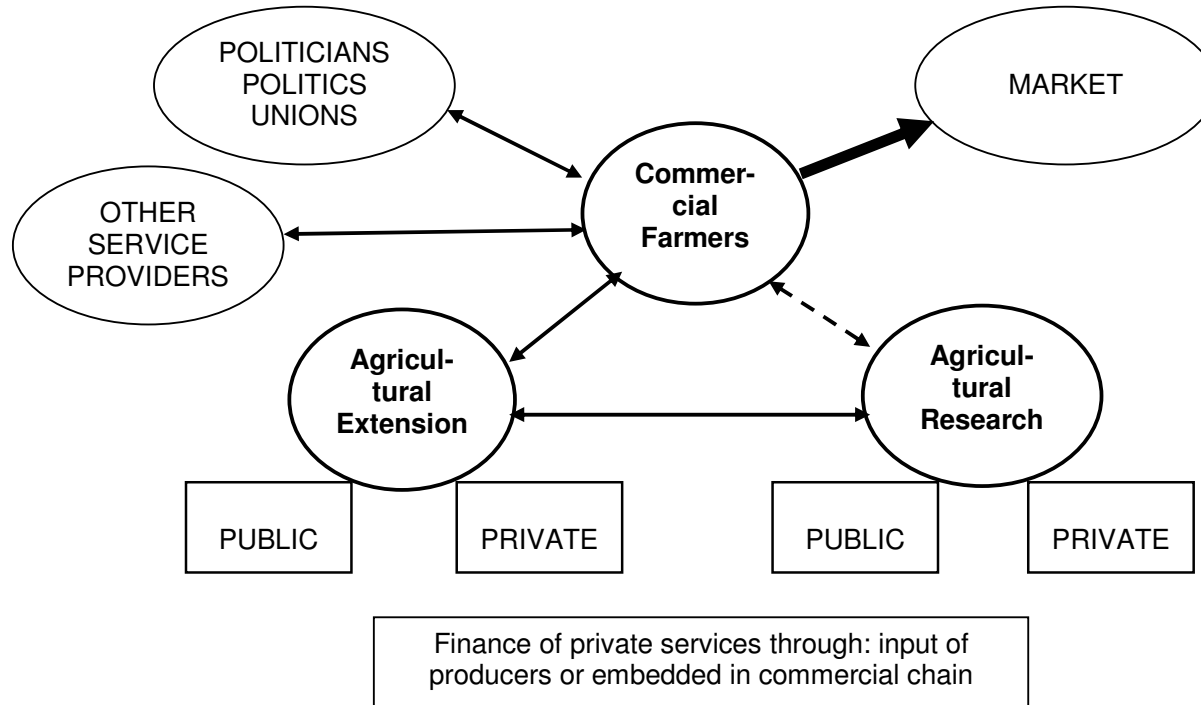 POLITICIANS
POLITICS
UNIONS
MARKET
Commer-
cial
Farmers
OTHER
SERVICE
PROVIDERS
Agricul-
tural
Extension
Agricul-
tural
Research
PUBLIC
PRIVATE
PUBLIC
PRIVATE
Finance of private services through: input of
producers or embedded in commercial chain